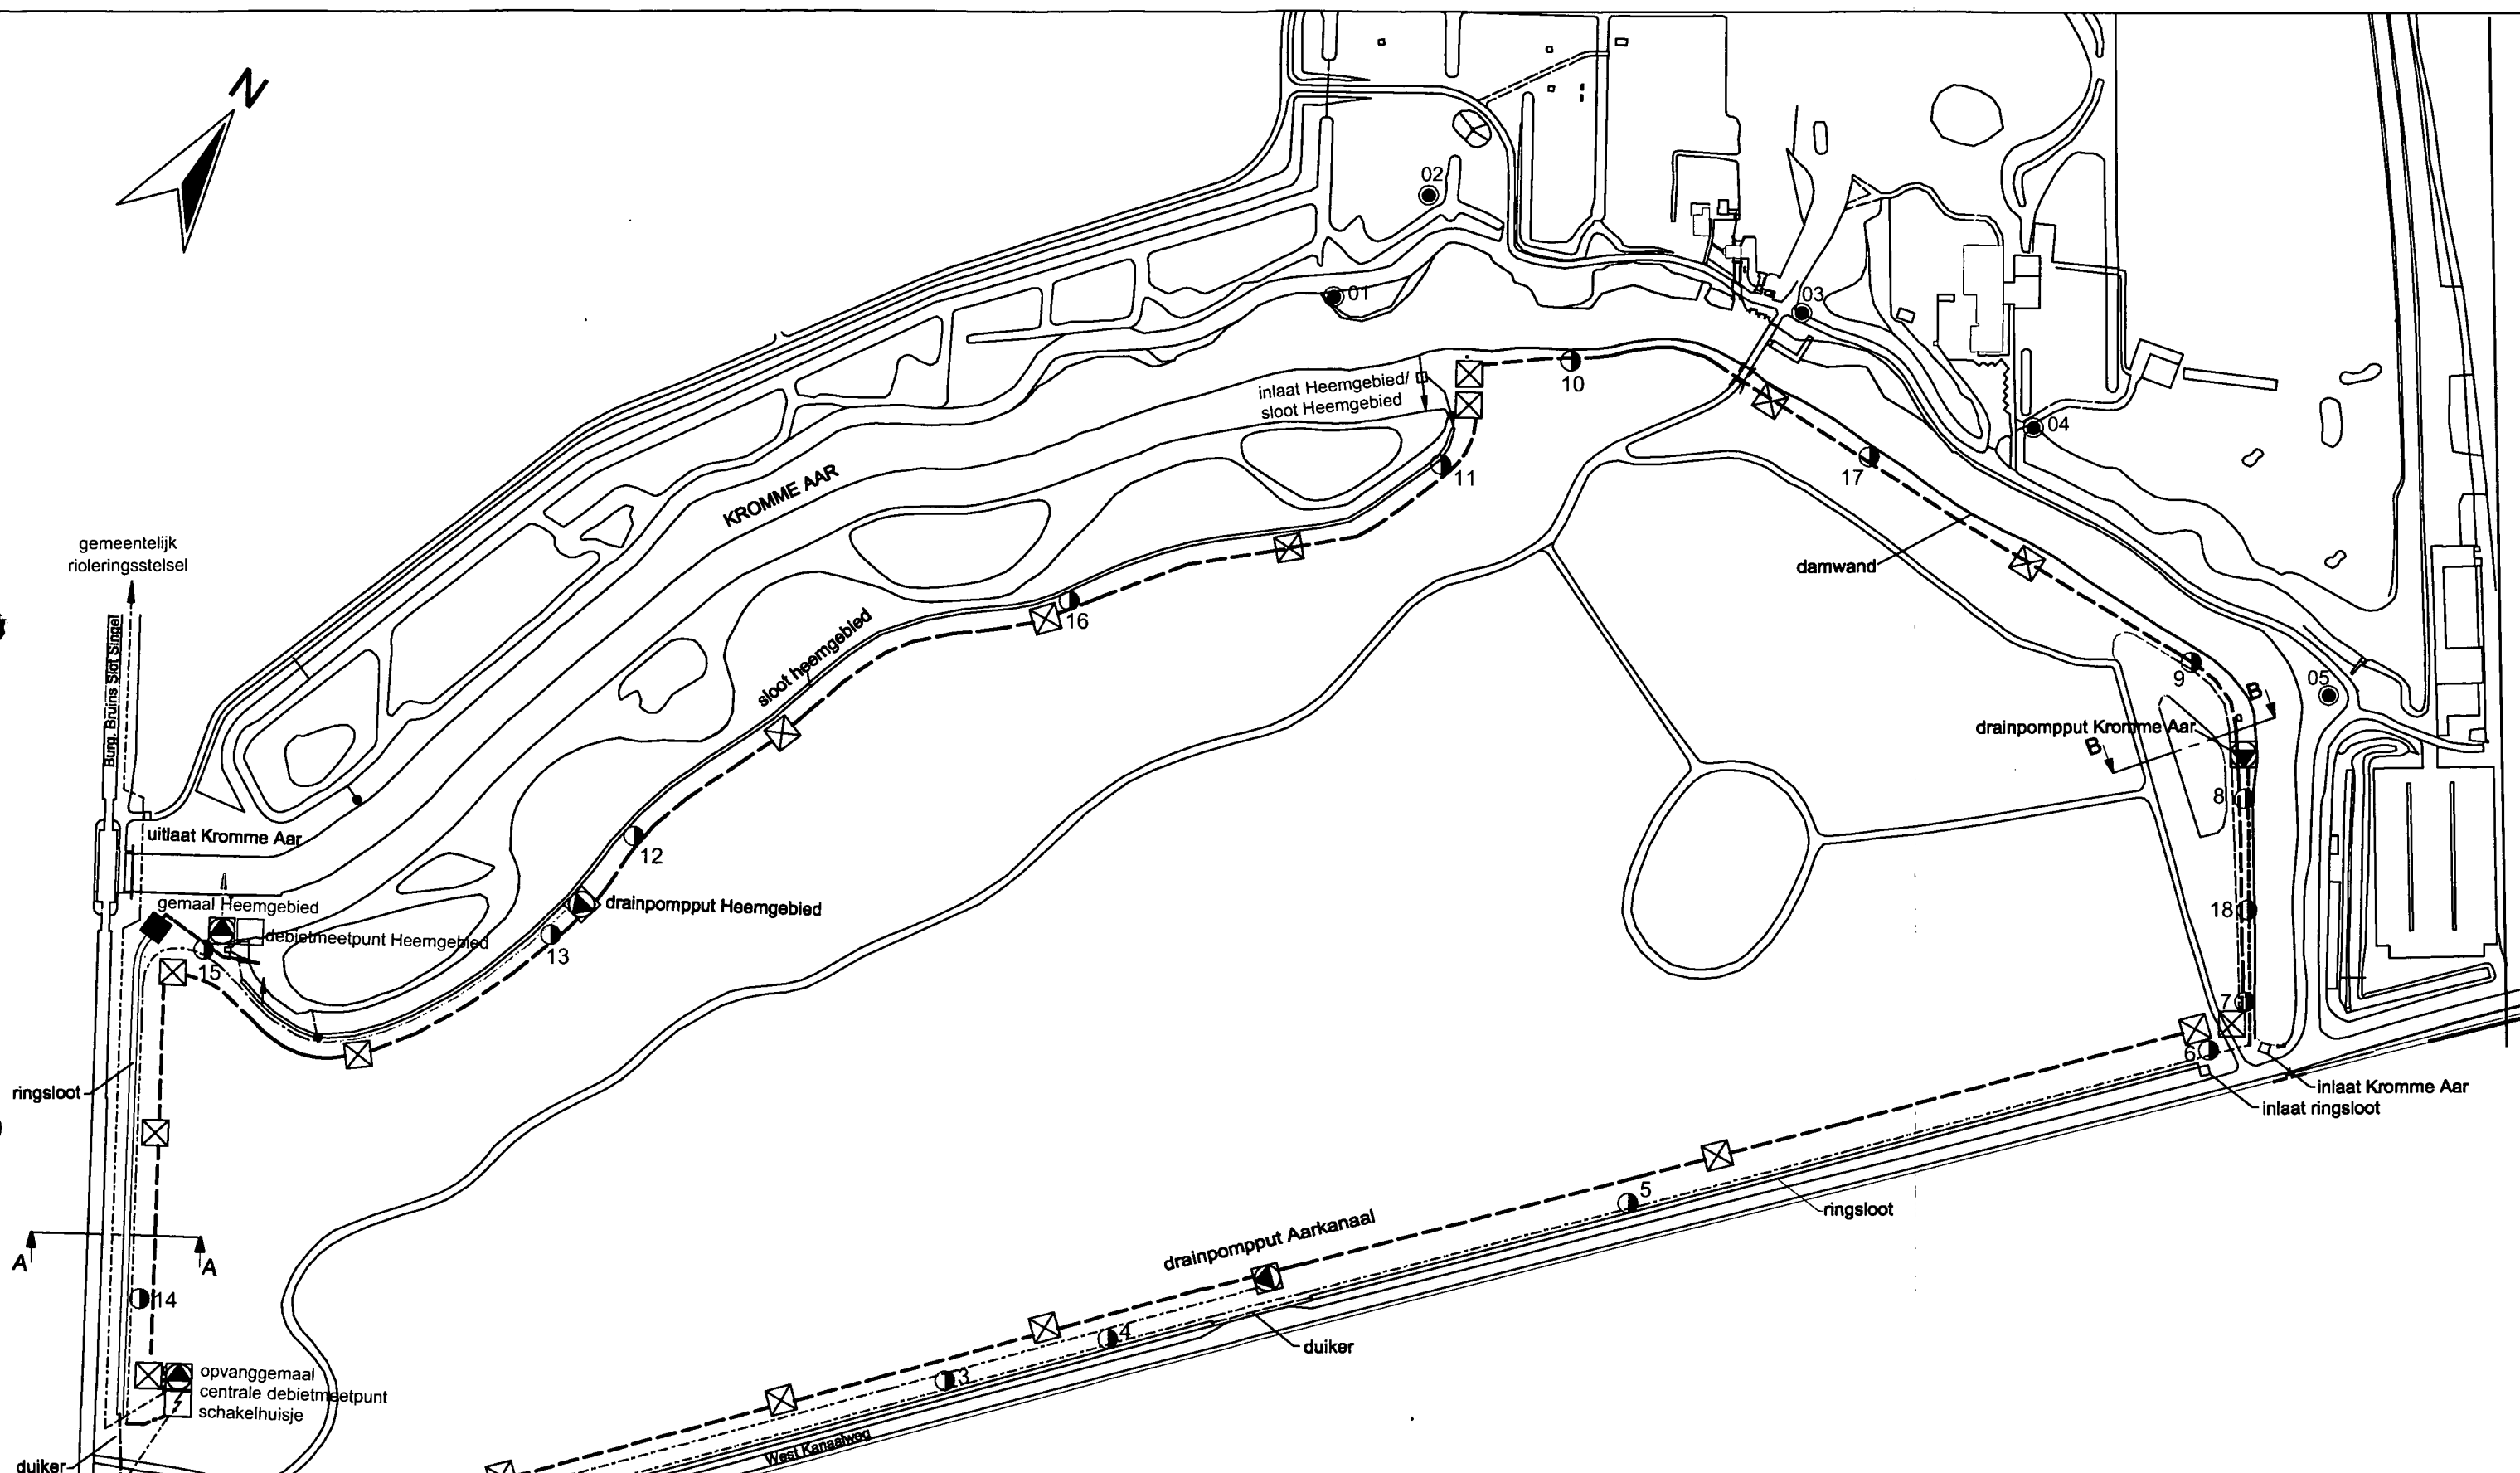 N
02
01
03
inlaat Heemgebied/
sloot Heemgebied
10
04
11
17
KROMME AAR
gemeentelijk
rioleringsstelsel
damwand
16
sloot heemgebied
Burg. Bruins Slot Singel
9
B
05
drainpompput Kromme Aar
B
8
uitlaat Kromme Aar
12
gemaal Heemgebied
drainpompput Heemgebied
debietmeetpunt Heemgebied
13
15
18
7
6
ringsloot
inlaat Kromme Aar
inlaat ringsloot
5
ringsloot
drainpompput Aarkanaal
A
A
14
4
duiker
3
opvanggemaal
centrale debietmeetpunt
schakelhuisje
West Kanaalweg
duiker